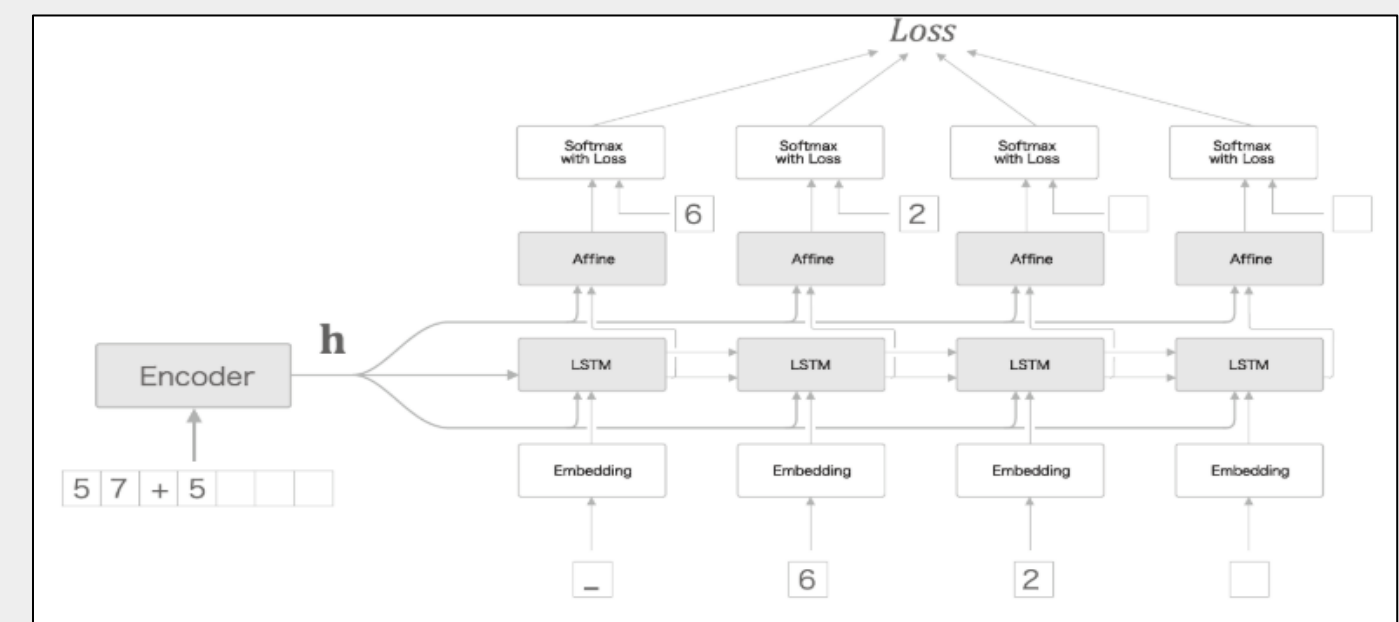 Loss
Softmax with Loss
Softmax with Loss
Softmax with Loss
Softmax with Loss
6
2
Affine
Affine
Affine
Affine
h
Encoder
LSTM
LSTM
LSTM
LSTM
5 7 + 5
Embedding
Embedding
Embedding
Embedding
_
6
2